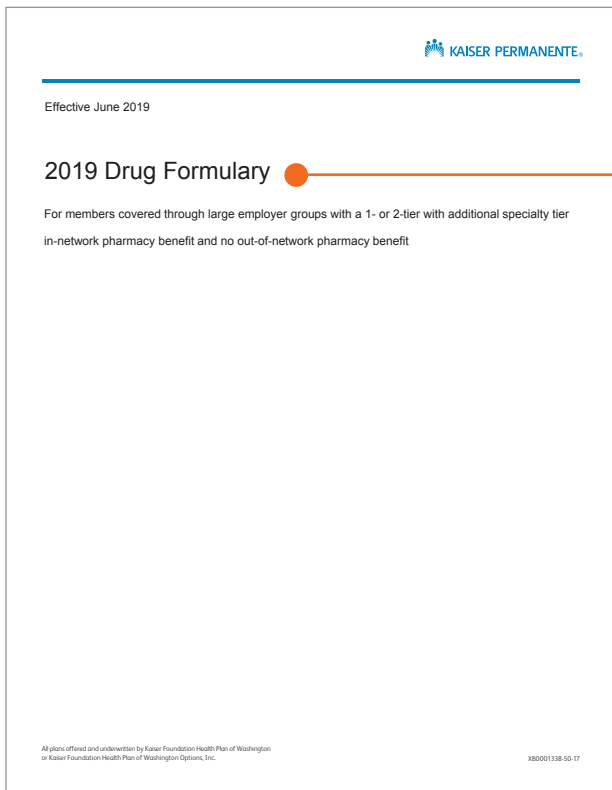 KAISER PERMANENTE®
Effective June 2019
2019 Drug Formulary
For members covered through large employer groups with a 1- or 2-tier with additional specialty tier
in-network pharmacy benefit and no out-of-network pharmacy benefit
All plans offered and underwritten by Kaiser Foundation Health Plan of Washington
or Kaiser Foundation Health Plan of Washington Options, Inc.
XB0001338-50-17